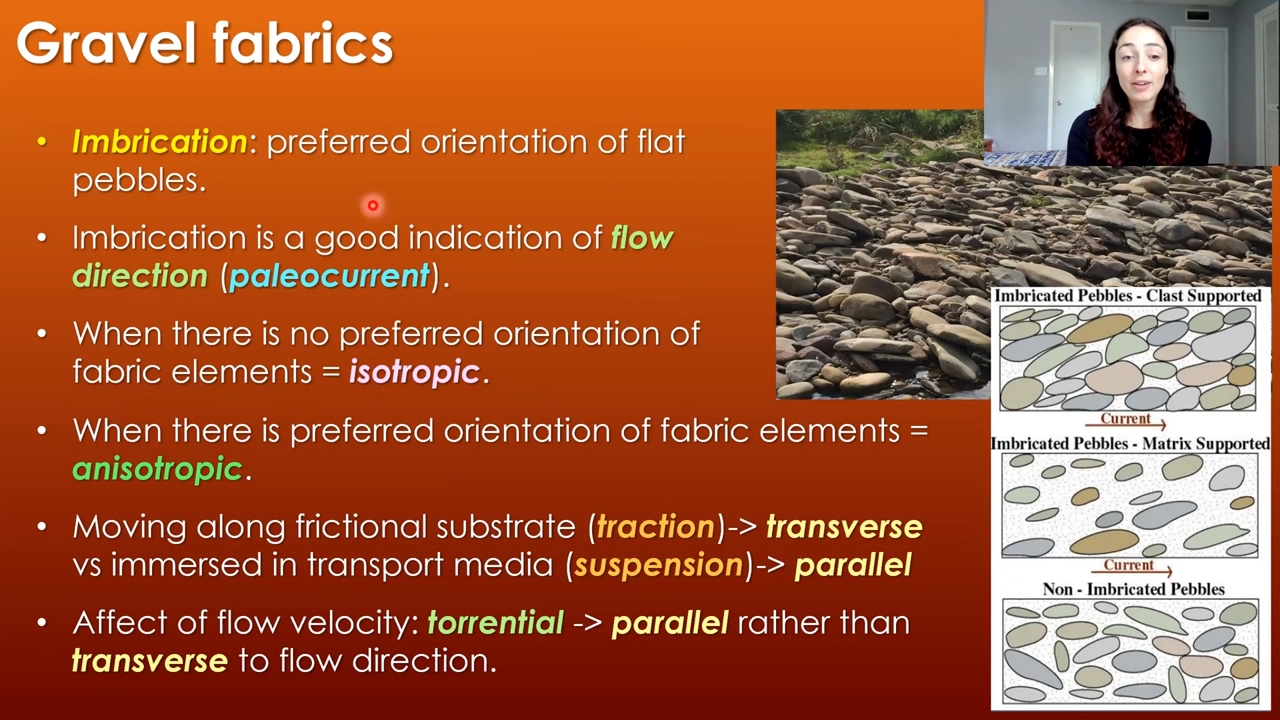 Gravel fabrics
• Imbrication: preferred orientation of flat
pebbles.
• Imbrication is a good indication of flow
direction (paleocurrent).
• When there is no preferred orientation of
fabric elements = isotropic.
• When there is preferred orientation of fabric elements =
anisotropic.
• Moving along frictional substrate (traction)-> transverse
vs immersed in transport media (suspension)-> parallel
• Affect of flow velocity: torrential -> parallel rather than
transverse to flow direction.
Imbricated Pebbles - Clast Supported
Current
Imbricated Pebbles - Matrix Supported
Current
Non - Imbricated Pebbles